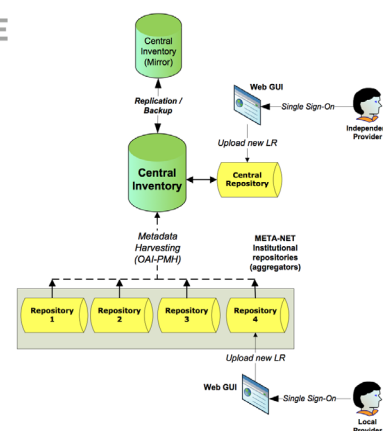 E
Central
Inventory
(Mirror)
Replication /
Backup
Web GUI
Single Sign-On
Independen
Provider
Upload new LR
Central
Inventory
Central
Repository
Metadata
Harvesting
(OAI-PMH)
META-NET
Institutional
repositories
(aggregators)
Repository
1
Repository
2
Repository
3
Repository
4
Upload new LR
Web GUI
Single Sign-On
Local
Provider